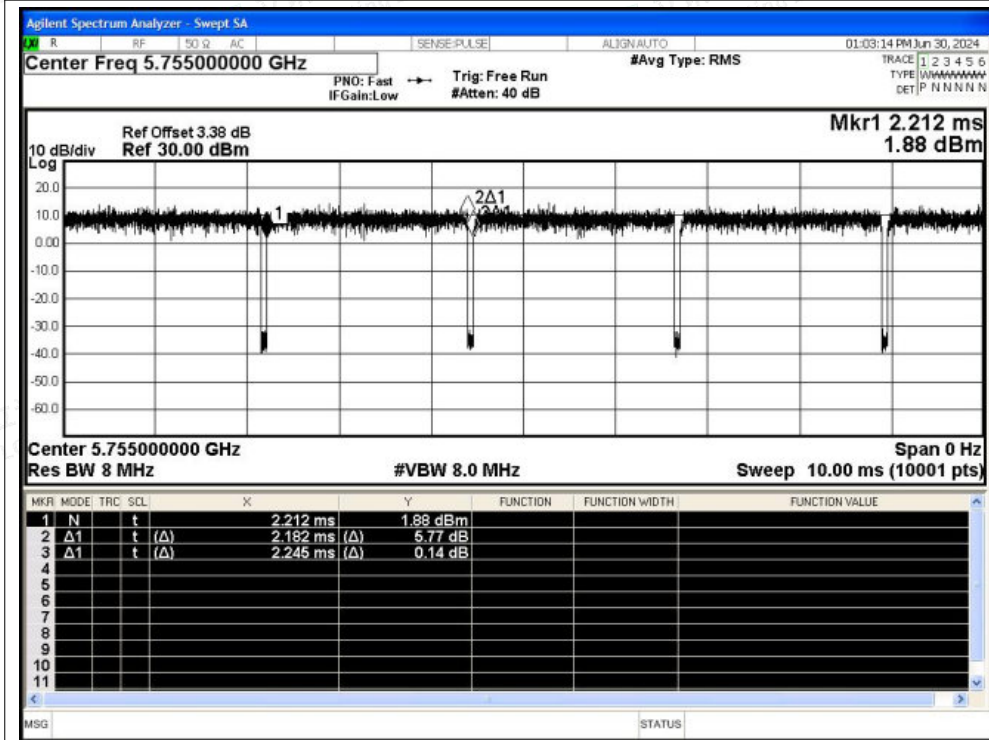 Agilent Spectrum Analyzer - Swept SA
LXI R RF 50 Ω AC SENSE:PULSE ALIGNAUTO 01:03:14 PM Jun 30, 2024
Center Freq 5.755000000 GHz #Avg Type: RMS TRACE 1 2 3 4 5 6
PNO: Fast Trig: Free Run TYPE WWWWWW
IFGain:Low #Atten: 40 dB DET P N N N N N
Mkr1 2.212 ms
Ref Offset 3.38 dB
10 dB/div Ref 30.00 dBm 1.88 dBm
Log
20.0
2Δ1
10.0 1
0.00
-10.0
-20.0
-30.0
-40.0
-50.0
-60.0
Center 5.755000000 GHz Span 0 Hz
Res BW 8 MHz #VBW 8.0 MHz Sweep 10.00 ms (10001 pts)
MKR MODE TRC SCL X Y FUNCTION FUNCTION WIDTH FUNCTION VALUE
1 N t 2.212 ms 1.88 dBm
2 Δ1 t (Δ) 2.182 ms (Δ) 5.77 dB
3 Δ1 t (Δ) 2.245 ms (Δ) 0.14 dB
4
5
6
7
8
9
10
11
MSG STATUS